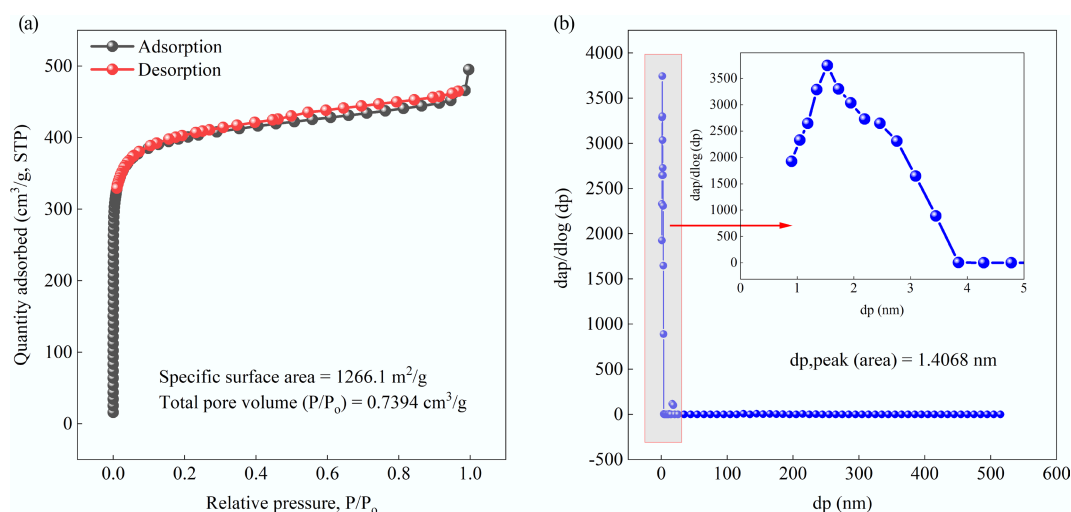 (a)
Adsorption
Desorption
Quantity adsorbed (cm³/g, STP)
500
400
300
200
100
0
Specific surface area = 1266.1 m²/g
Total pore volume (P/Pₒ) = 0.7394 cm³/g
0.0 0.2 0.4 0.6 0.8 1.0
Relative pressure, P/Pₒ
(b)
dap/dlog (dp)
4000
3500
3000
2500
2000
1500
1000
500
0
-500
dap/dlog(dp)
3500
3000
2500
2000
1500
1000
500
0
0 1 2 3 4 5
dp (nm)
dp,peak (area) = 1.4068 nm
0 100 200 300 400 500 600
dp (nm)